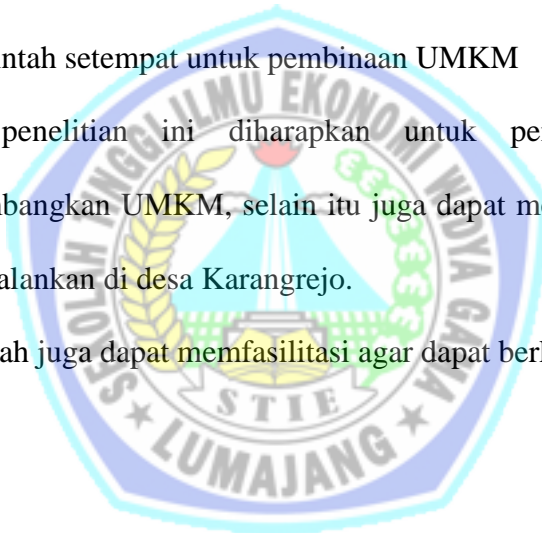 ntah setempat untuk pembinaan UMKM
penelitian ini diharapkan untuk pe
bangkan UMKM, selain itu juga dapat m
alankan di desa Karangrejo.
ah juga dapat memfasilitasi agar dapat ber
SEKOLAH TINGGI ILMU EKONOMI WIDYA GAMA
STIE
LUMAJANG